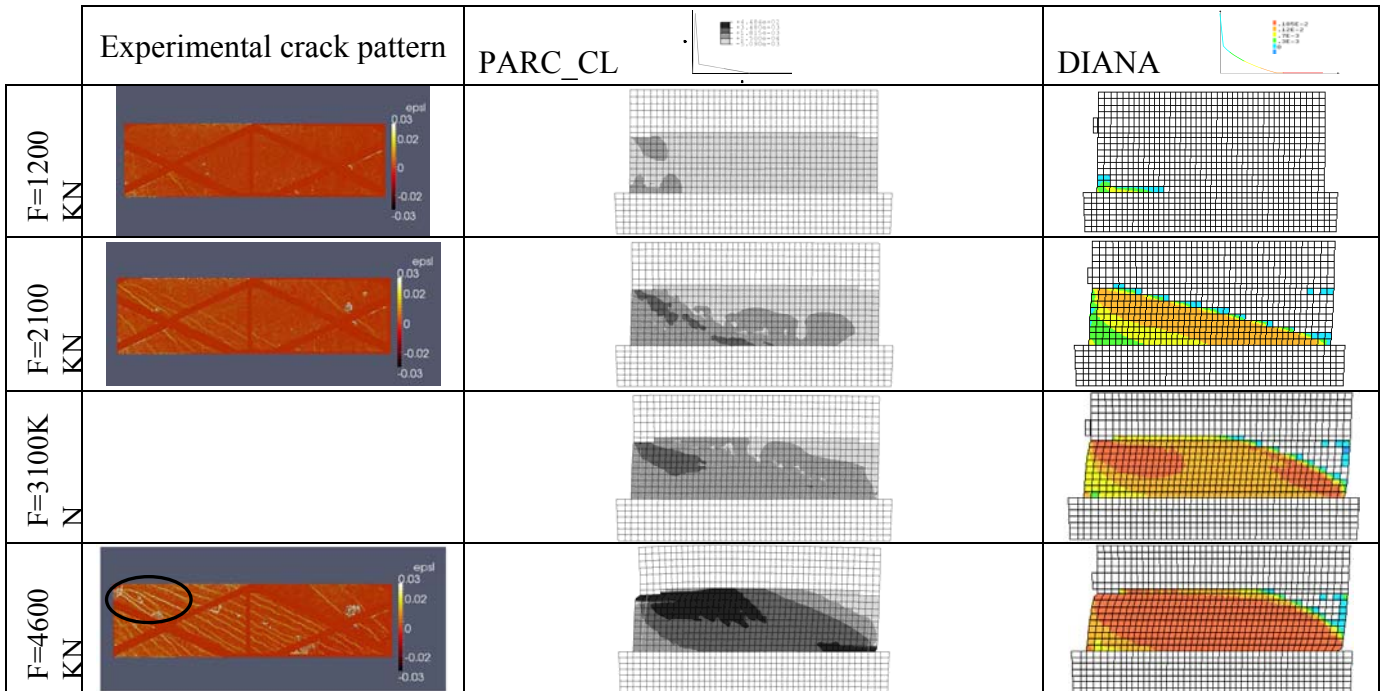 Experimental crack pattern
PARC_CL
DIANA
F=1200
KN
epsl
0.03
0.02
0
-0.02
-0.03
F=2100
KN
epsl
0.03
0.02
0
-0.02
-0.03
F=3100K
N
F=4600
KN
epsl
0.03
0.02
0
-0.02
-0.03